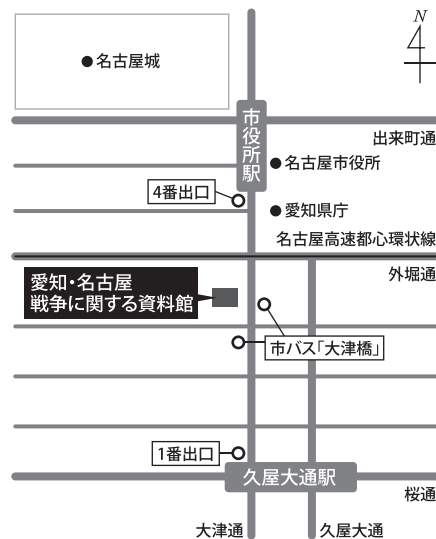 N
名古屋城
市役所駅
出来町通
名古屋市役所
4番出口
愛知県庁
名古屋高速都心環状線
外堀通
愛知・名古屋
戦争に関する資料館
市バス「大津橋」
1番出口
久屋大通駅
桜通
大津通
久屋大通